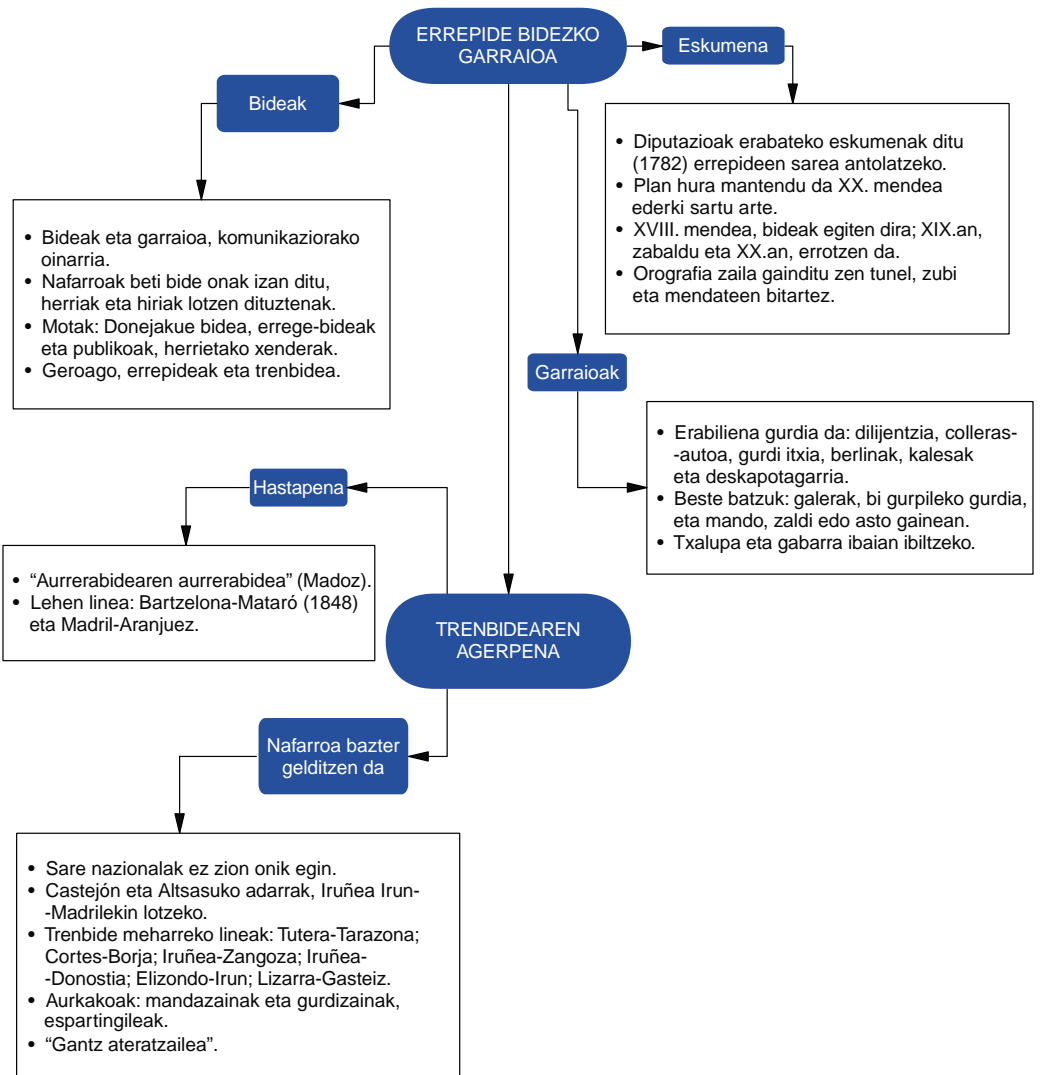 ERREPIDE BIDEZKO
GARRAIOA
Eskumena
Bideak
• Diputazioak erabateko eskumenak ditu
(1782) errepideen sarea antolatzeko.
• Plan hura mantendu da XX. mendea
ederki sartu arte.
• XVIII. mendea, bideak egiten dira; XIX.an,
zabaldu eta XX.an, errotzen da.
• Orografia zaila gainditu zen tunel, zubi
eta mendateen bitartez.
• Bideak eta garraioa, komunikaziorako
oinarria.
• Nafarroak beti bide onak izan ditu,
herriak eta hiriak lotzen dituztenak.
• Motak: Donejakue bidea, errege-bideak
eta publikoak, herrietako xenderak.
• Geroago, errepideak eta trenbidea.
Garraioak
• Erabiliena gurdia da: dilijentzia, colleras-
-autoa, gurdi itxia, berlinak, kalesak
eta deskapotagarria.
• Beste batzuk: galerak, bi gurpileko gurdia,
eta mando, zaldi edo asto gainean.
• Txalupa eta gabarra ibaian ibiltzeko.
Hastapena
• “Aurrerabidearen aurrerabidea” (Madoz).
• Lehen linea: Bartzelona-Mataró (1848)
eta Madril-Aranjuez.
TRENBIDEAREN
AGERPENA
Nafarroa bazter
gelditzen da
• Sare nazionalak ez zion onik egin.
• Castejón eta Altsasuko adarrak, Iruñea Irun-
-Madrilekin lotzeko.
• Trenbide meharreko lineak: Tutera-Tarazona;
Cortes-Borja; Iruñea-Zangoza; Iruñea-
-Donostia; Elizondo-Irun; Lizarra-Gasteiz.
• Aurkakoak: mandazainak eta gurdizainak,
espartingileak.
• “Gantz ateratzailea”.